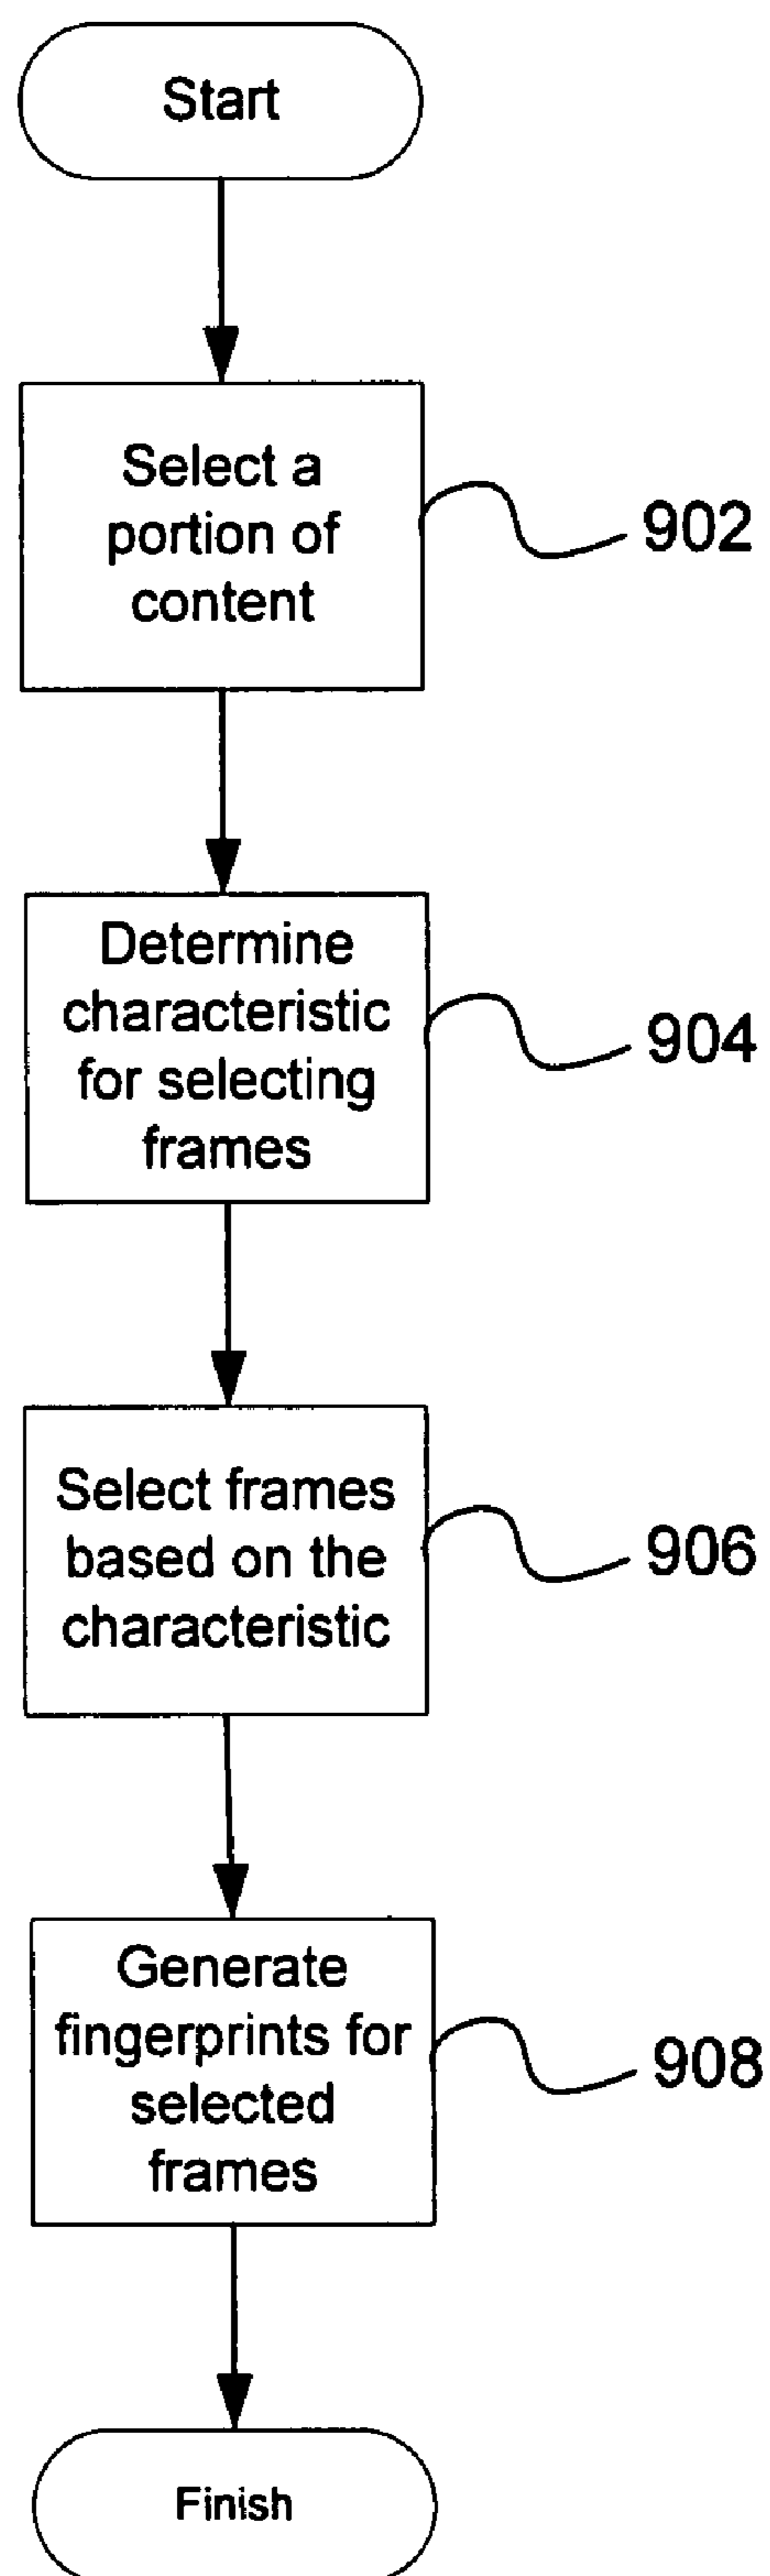 Start
Select a
portion of
content
902
Determine
characteristic
for selecting
frames
904
Select frames
based on the
characteristic
906
Generate
fingerprints for
selected
frames
908
Finish